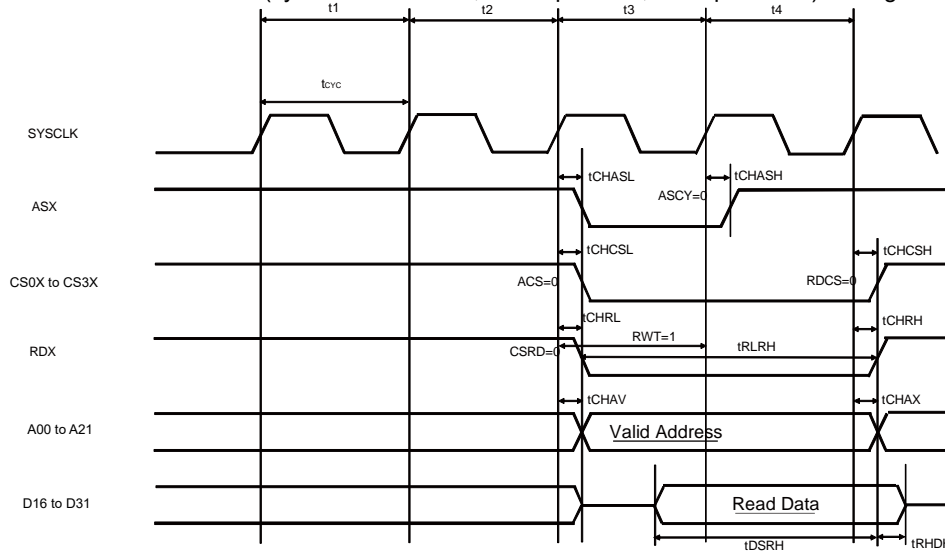 t1 t2 t3 t4
tCYC
SYSCLK
tCHASL tCHASH
ASCY=0
ASX
tCHCSL tCHCSH
CS0X to CS3X ACS=0 RDCS=0
tCHRL tCHRH
RWT=1
RDX CSRD=0 tRLRH
tCHAV tCHAX
A00 to A21 Valid Address
D16 to D31 Read Data
tDSRH